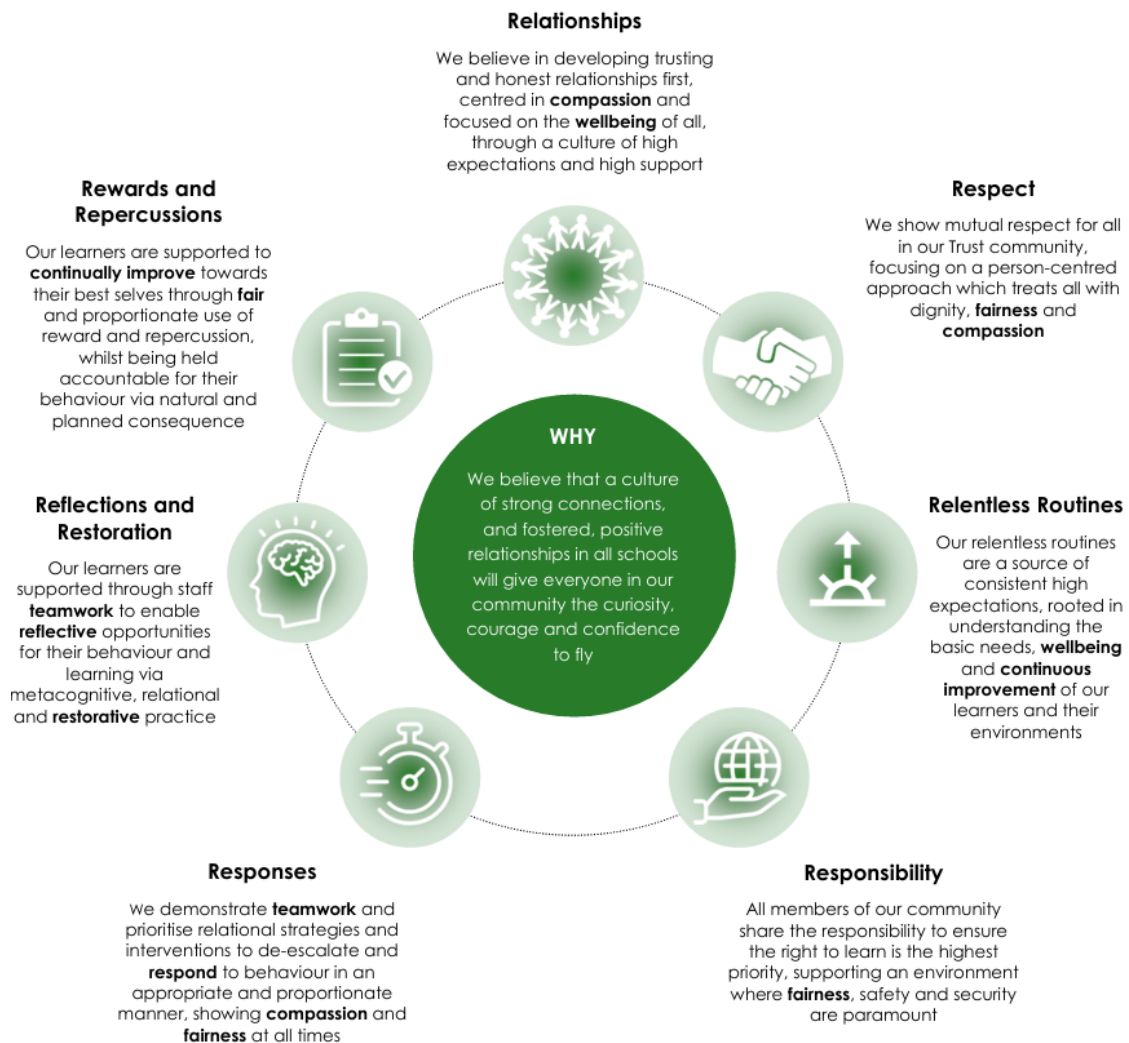 Relationships
We believe in developing trusting
and honest relationships first,
centred in compassion and
focused on the wellbeing of all,
through a culture of high
expectations and high support
Respect
We show mutual respect for all
in our Trust community,
focusing on a person-centred
approach which treats all with
dignity, fairness and
compassion
Relentless Routines
Our relentless routines
are a source of
consistent high
expectations, rooted in
understanding the
basic needs, wellbeing
and continuous
improvement of our
learners and their
environments
Responsibility
All members of our community
share the responsibility to ensure
the right to learn is the highest
priority, supporting an environment
where fairness, safety and security
are paramount
Responses
We demonstrate teamwork and
prioritise relational strategies and
interventions to de-escalate and
respond to behaviour in an
appropriate and proportionate
manner, showing compassion and
fairness at all times
Reflections and
Restoration
Our learners are
supported through staff
teamwork to enable
reflective opportunities
for their behaviour and
learning via
metacognitive, relational
and restorative practice
Rewards and
Repercussions
Our learners are supported to
continually improve towards
their best selves through fair
and proportionate use of
reward and repercussion,
whilst being held
accountable for their
behaviour via natural and
planned consequence
WHY
We believe that a culture
of strong connections,
and fostered, positive
relationships in all schools
will give everyone in our
community the curiosity,
courage and confidence
to fly